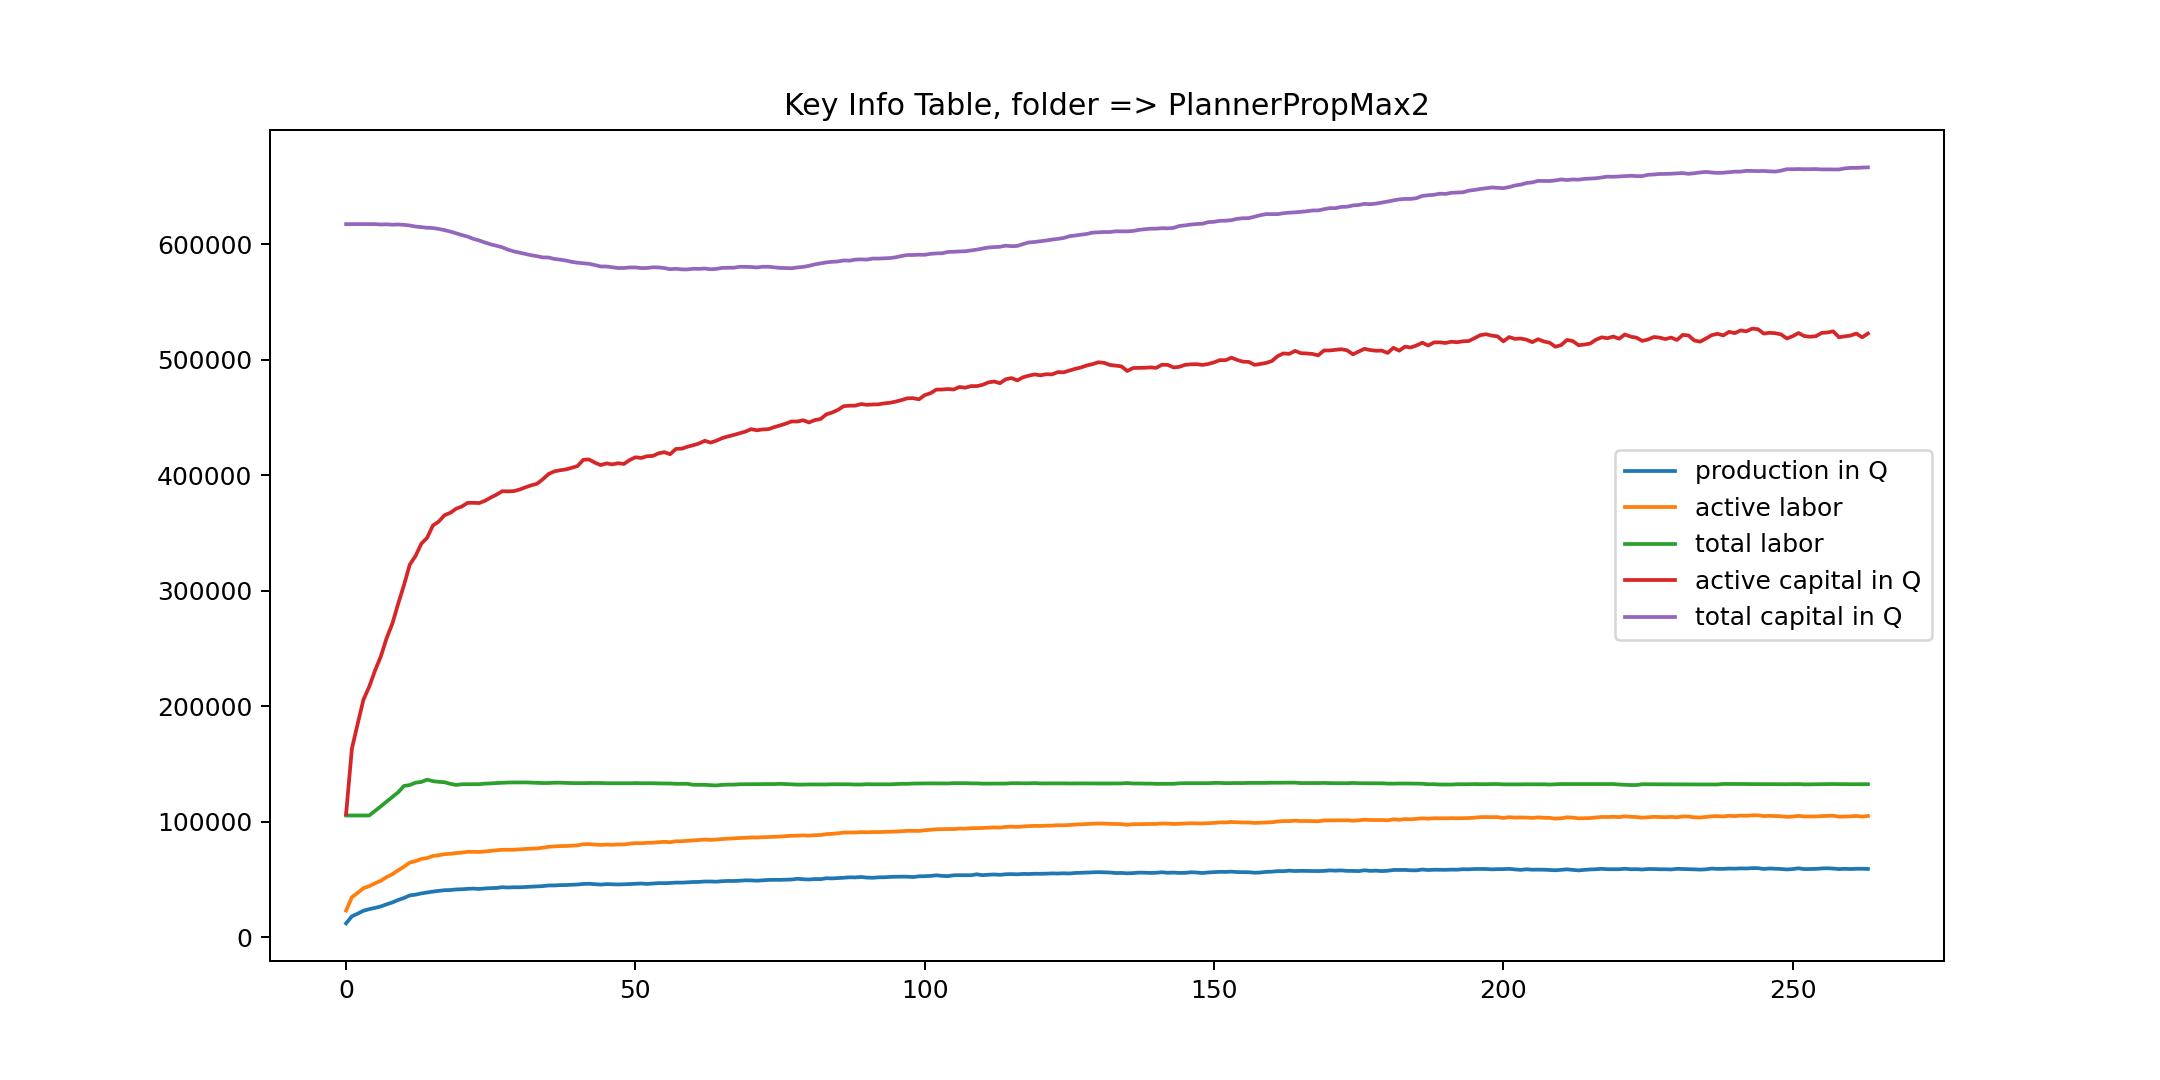 Key Info Table, folder => PlannerPropMax2
600000
500000
400000
300000
200000
100000
0
production in Q
active labor
total labor
active capital in Q
total capital in Q
0 50 100 150 200 250